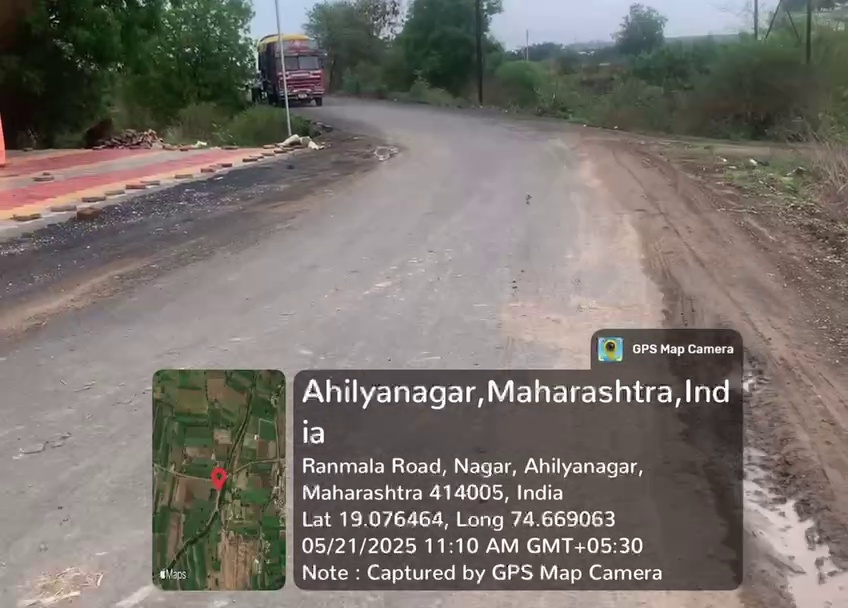 GPS Map Camera
Ahilyanagar,Maharashtra,Ind
ia
Ranmala Road, Nagar, Ahilyanagar,
Maharashtra 414005, India
Lat 19.076464, Long 74.669063
05/21/2025 11:10 AM GMT+05:30
Note : Captured by GPS Map Camera
Maps